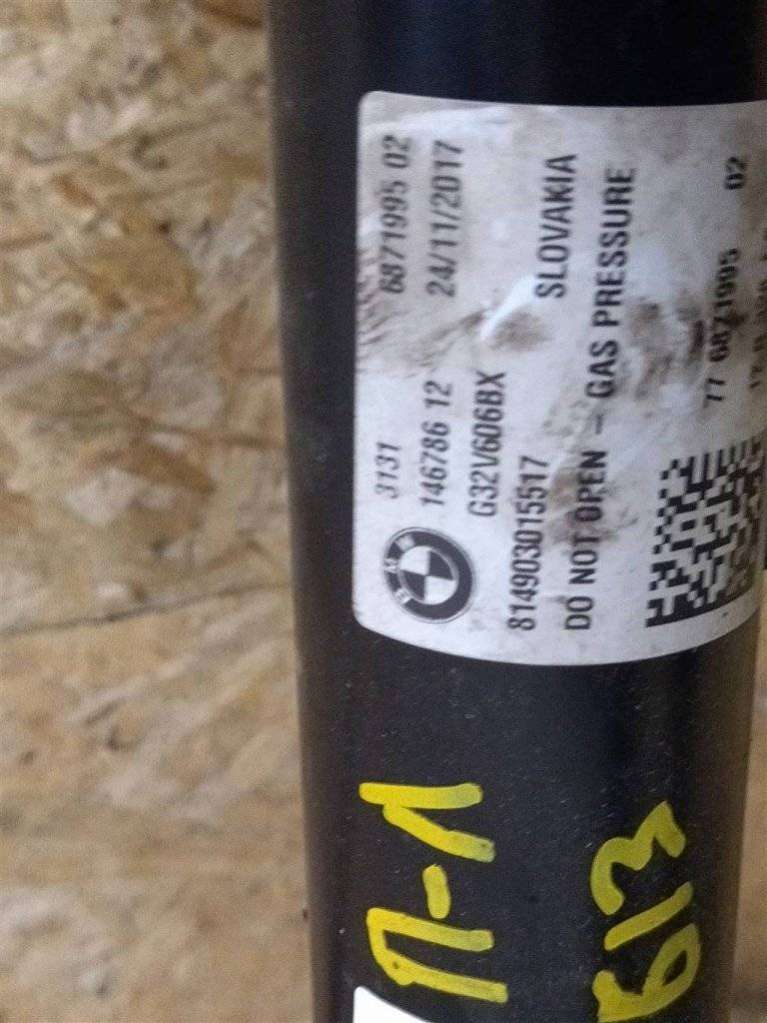 3131 6871995 02
146786 12 24/11/2017
G32V606BX
814903015517 SLOVAKIA
DO NOT OPEN – GAS PRESSURE
77 6871995 02
П-Л
613